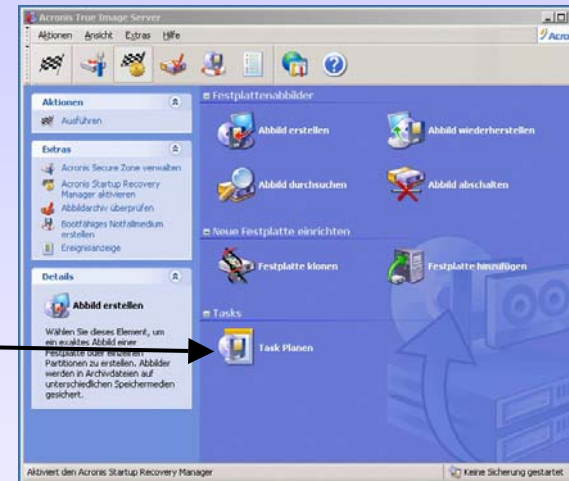 Acronis True Image Server
Aktionen Ansicht Extras Hilfe
Acro
Aktionen
Ausführen
Extras
Acronis Secure Zone verwalten
Acronis Startup Recovery
Manager aktivieren
Abbildarchiv überprüfen
Bootfähiges Notfallmedium
erstellen
Ereignisanzeige
Details
Abbild erstellen
Wählen Sie dieses Element, um
ein exaktes Abbild einer
Festplatte oder einzelnen
Partitionen zu erstellen. Abbilder
werden in Archivdateien auf
unterschiedlichen Speichermedien
gesichert.
Festplattenabbilder
Abbild erstellen
Abbild wiederherstellen
Abbild durchsuchen
Abbild abschalten
Neue Festplatte einrichten
Festplatte klonen
Festplatte hinzufügen
Tasks
Task Planen
Aktiviert den Acronis Startup Recovery Manager
Keine Sicherung gestartet